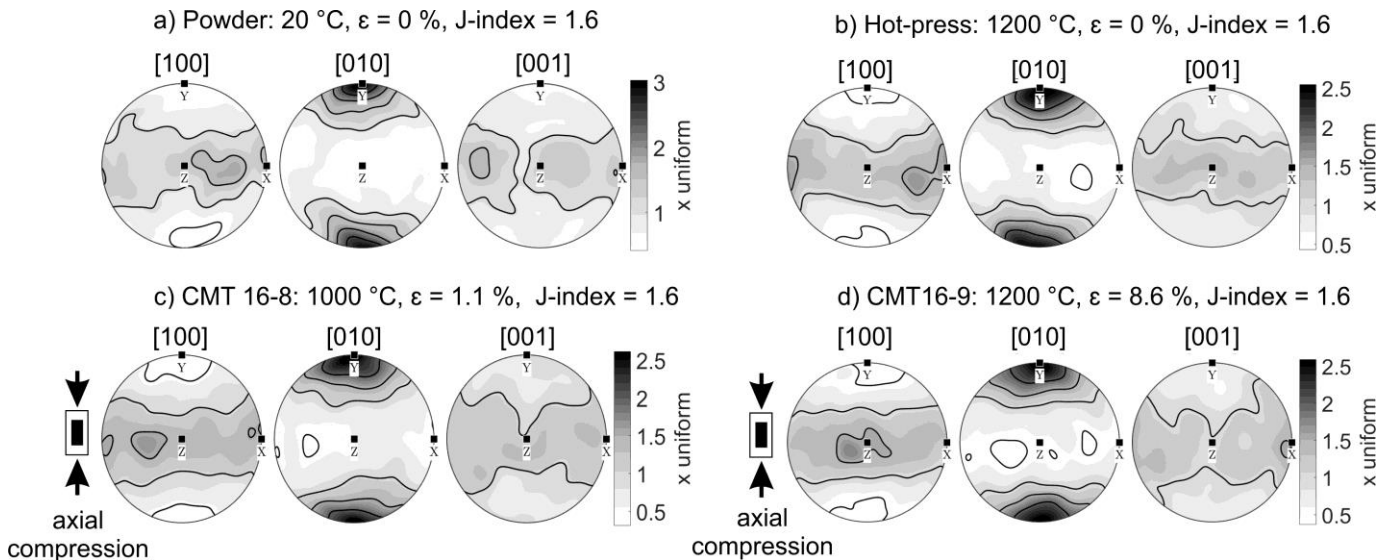 a) Powder: 20 °C, ε = 0 %, J-index = 1.6
[100] [010] [001]
Y Y Y
Z X Z X Z X
3
2
1
x uniform
b) Hot-press: 1200 °C, ε = 0 %, J-index = 1.6
[100] [010] [001]
Y Y Y
Z X Z X Z X
2.5
2
1.5
1
0.5
x uniform
c) CMT 16-8: 1000 °C, ε = 1.1 %, J-index = 1.6
[100] [010] [001]
Y Y Y
Z X Z X Z X
2.5
2
1.5
1
0.5
x uniform
axial
compression
d) CMT16-9: 1200 °C, ε = 8.6 %, J-index = 1.6
[100] [010] [001]
Y Y Y
Z X Z X Z X
2.5
2
1.5
1
0.5
x uniform
axial
compression